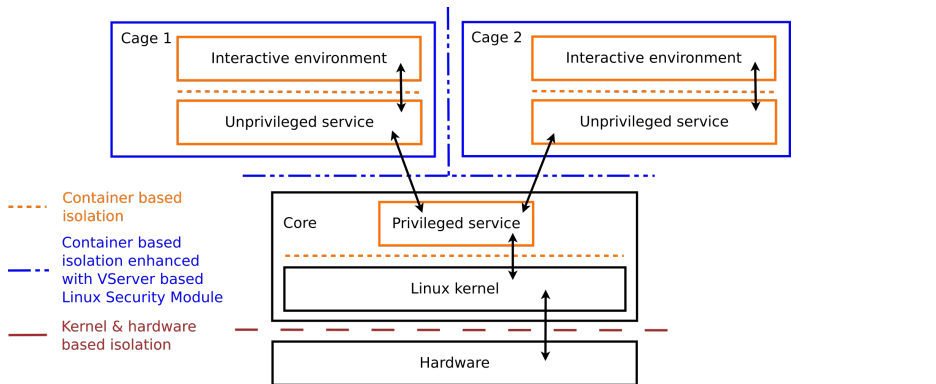 Cage 1
Interactive environment
Unprivileged service
Cage 2
Interactive environment
Unprivileged service
Container based
isolation
Container based
isolation enhanced
with VServer based
Linux Security Module
Kernel & hardware
based isolation
Core
Privileged service
Linux kernel
Hardware